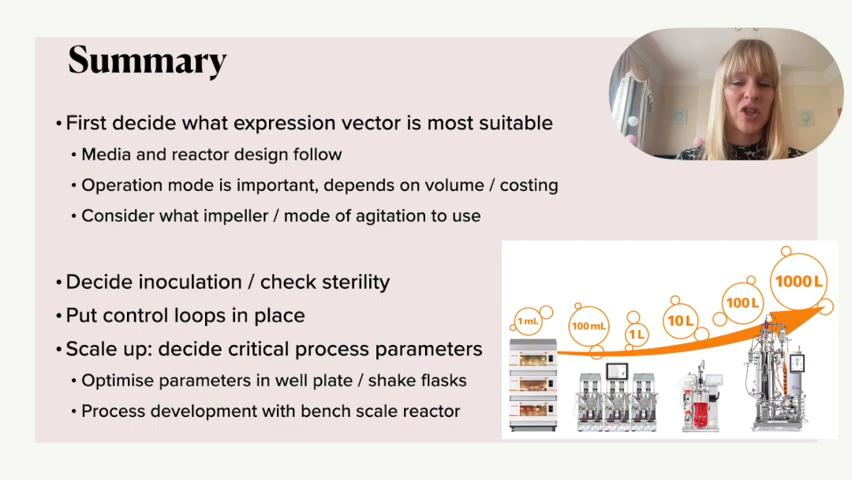 Summary
• First decide what expression vector is most suitable
• Media and reactor design follow
• Operation mode is important, depends on volume / costing
• Consider what impeller / mode of agitation to use
• Decide inoculation / check sterility
• Put control loops in place
• Scale up: decide critical process parameters
• Optimise parameters in well plate / shake flasks
• Process development with bench scale reactor
1 mL
100 mL
1 L
10 L
100 L
1000 L